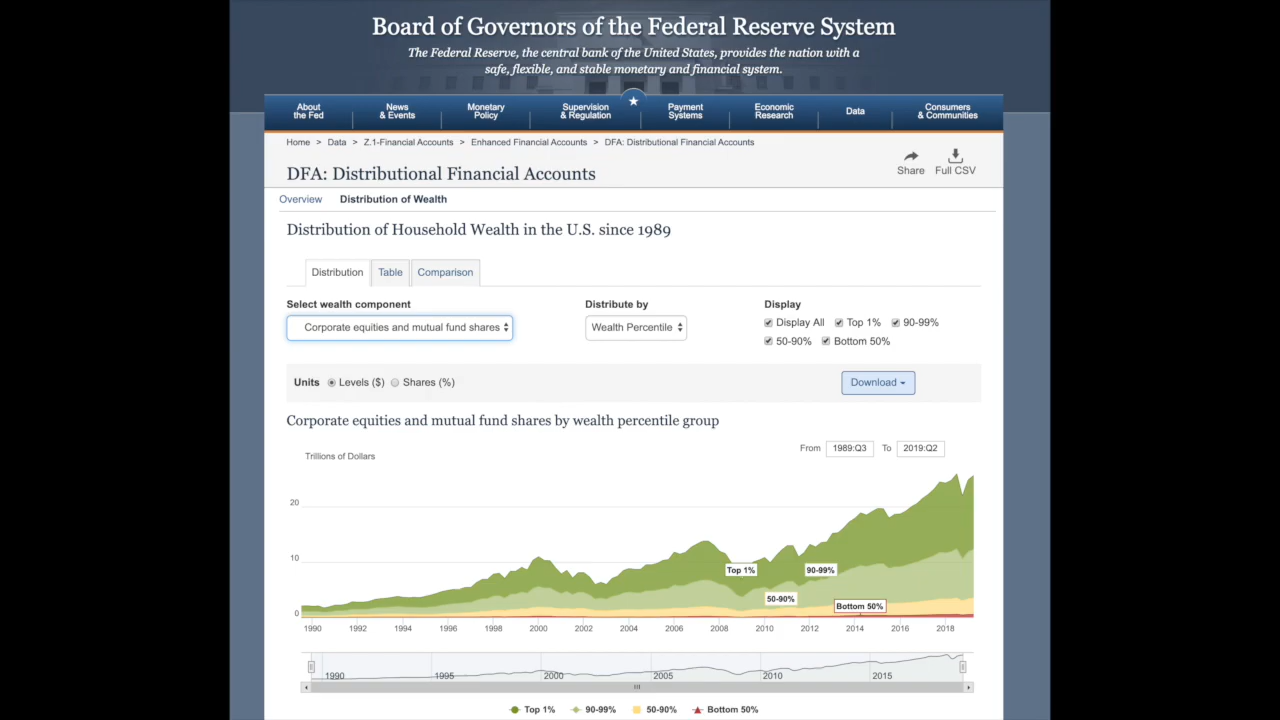 Board of Governors of the Federal Reserve System
The Federal Reserve, the central bank of the United States, provides the nation with a
safe, flexible, and stable monetary and financial system.
About the Fed
News & Events
Monetary Policy
Supervision & Regulation
Payment Systems
Economic Research
Data
Consumers & Communities
Home > Data > Z.1-Financial Accounts > Enhanced Financial Accounts > DFA: Distributional Financial Accounts
DFA: Distributional Financial Accounts
Share Full CSV
Overview Distribution of Wealth
Distribution of Household Wealth in the U.S. since 1989
Distribution Table Comparison
Select wealth component Distribute by Display
Corporate equities and mutual fund shares Wealth Percentile Display All Top 1% 90-99%
50-90% Bottom 50%
Units Levels ($) Shares (%) Download
Corporate equities and mutual fund shares by wealth percentile group
From 1989:Q3 To 2019:Q2
Trillions of Dollars
20
10
Top 1% 90-99%
50-90%
Bottom 50%
0
1990 1992 1994 1996 1998 2000 2002 2004 2006 2008 2010 2012 2014 2016 2018
1990 1995 2000 2005 2010 2015
Top 1% 90-99% 50-90% Bottom 50%